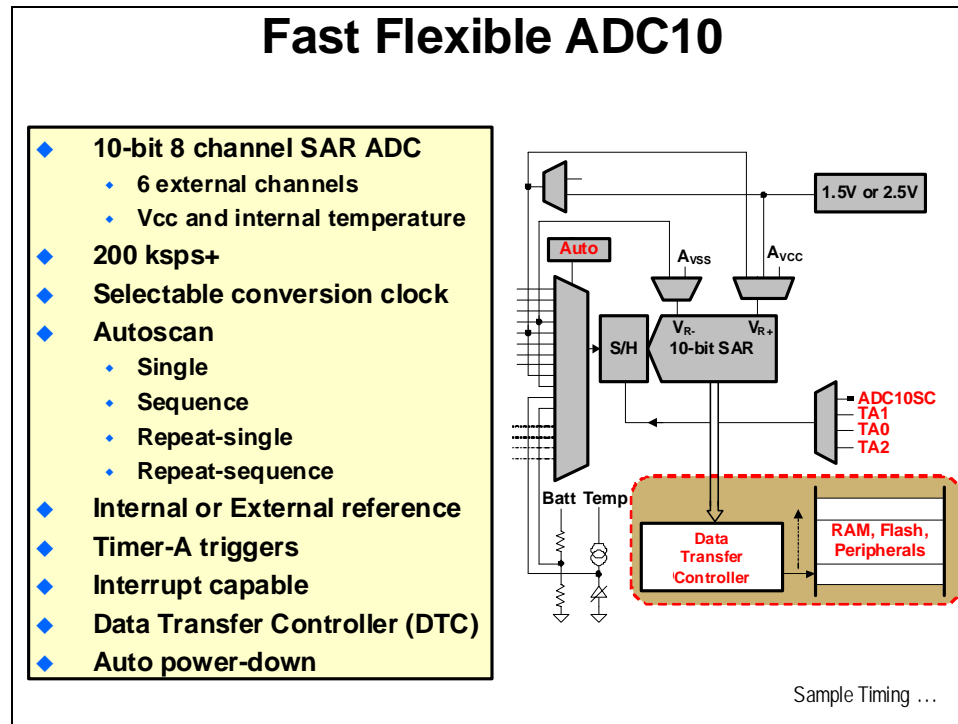 Fast Flexible ADC10
10-bit 8 channel SAR ADC
6 external channels
Vcc and internal temperature
200 ksps+
Selectable conversion clock
Autoscan
Single
Sequence
Repeat-single
Repeat-sequence
Internal or External reference
Timer-A triggers
Interrupt capable
Data Transfer Controller (DTC)
Auto power-down
1.5V or 2.5V
Auto
AVSS
AVCC
VR-
VR+
S/H
10-bit SAR
ADC10SC
TA1
TA0
TA2
Batt Temp
Data
Transfer
Controller
RAM, Flash,
Peripherals
Sample Timing …